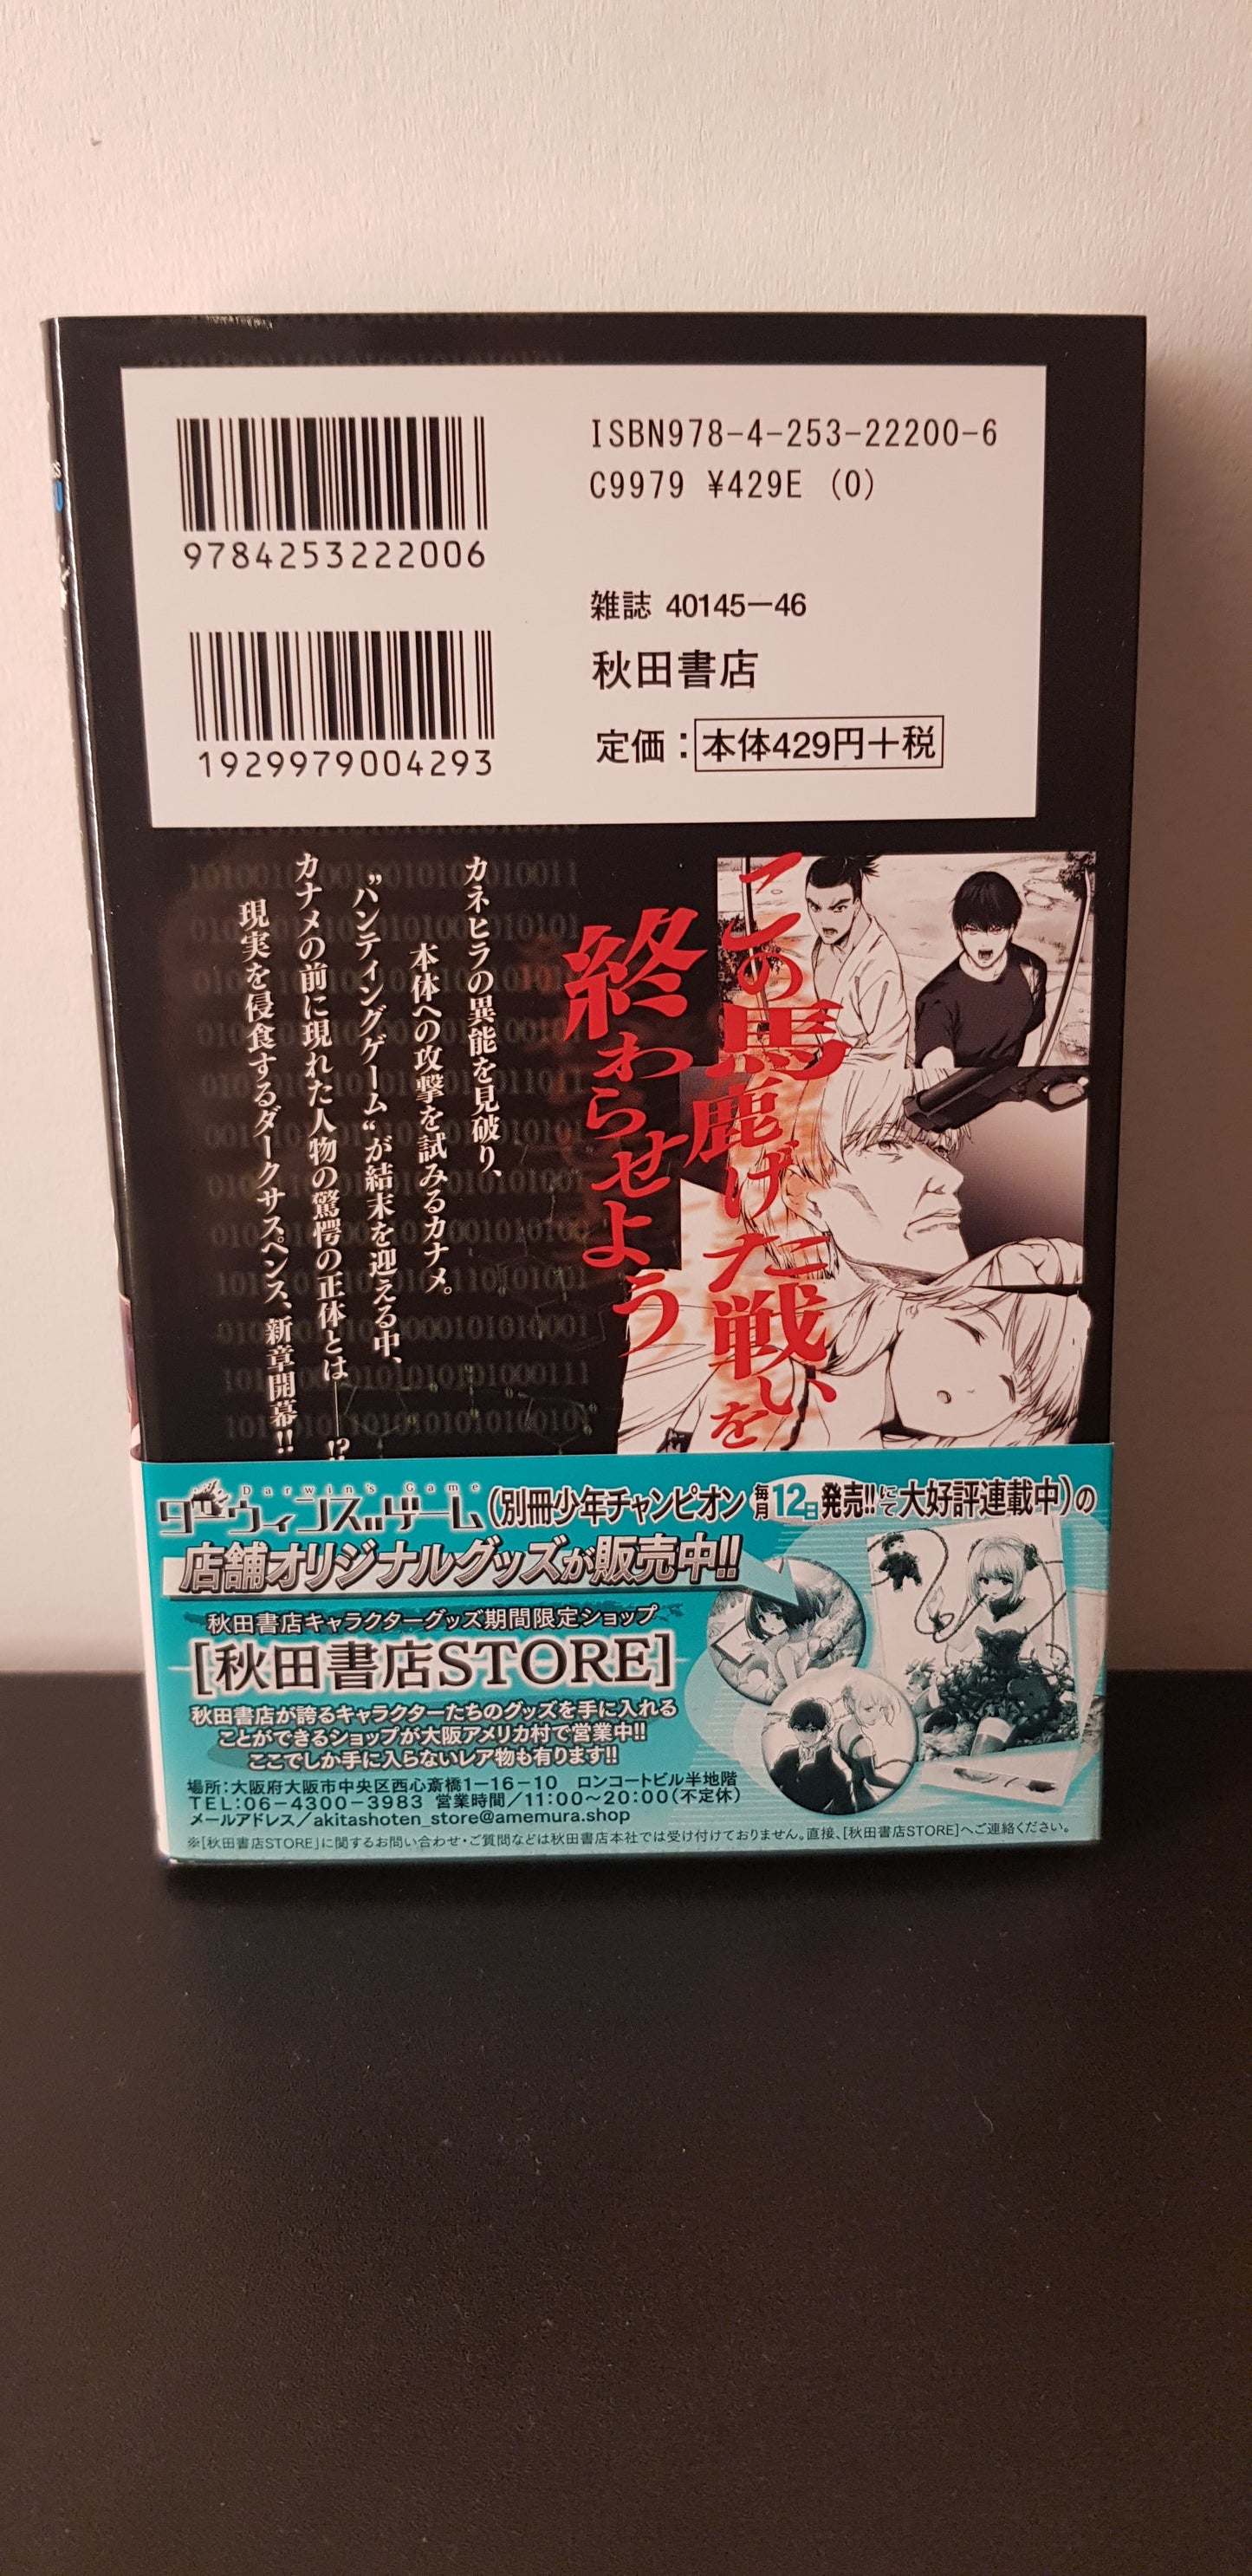 ISBN978-4-253-22200-6
C9979 ¥429E (0)
9784253222006
雑誌 40145-46
秋田書店
定価:本体429円+税
1929979004293
この馬鹿げた戦いを
終わらせよう
カネヒラの異能を見破り、
本体への攻撃を試みるカナメ。
〝ハンティングゲーム〟が結末を迎える中、
カナメの前に現れた人物の驚愕の正体とは――!?
現実を侵食するダークサスペンス、新章開幕!!
Darwin's Game
ダーウィンズゲーム(別冊少年チャンピオン 毎月12日発売!!にて大好評連載中)の
店舗オリジナルグッズが販売中!!
秋田書店キャラクターグッズ期間限定ショップ
[秋田書店STORE]
秋田書店が誇るキャラクターたちのグッズを手に入れる
ことができるショップが大阪アメリカ村で営業中!!
ここでしか手に入らないレア物も有ります!!
場所:大阪府大阪市中央区西心斎橋1-16-10 ロンコートビル半地階
TEL:06-4300-3983 営業時間/11:00〜20:00(不定休)
メールアドレス/akitashoten_store@amemura.shop
※[秋田書店STORE]に関するお問い合わせ・ご質問などは秋田書店本社では受け付けておりません。直接、[秋田書店STORE]へご連絡ください。